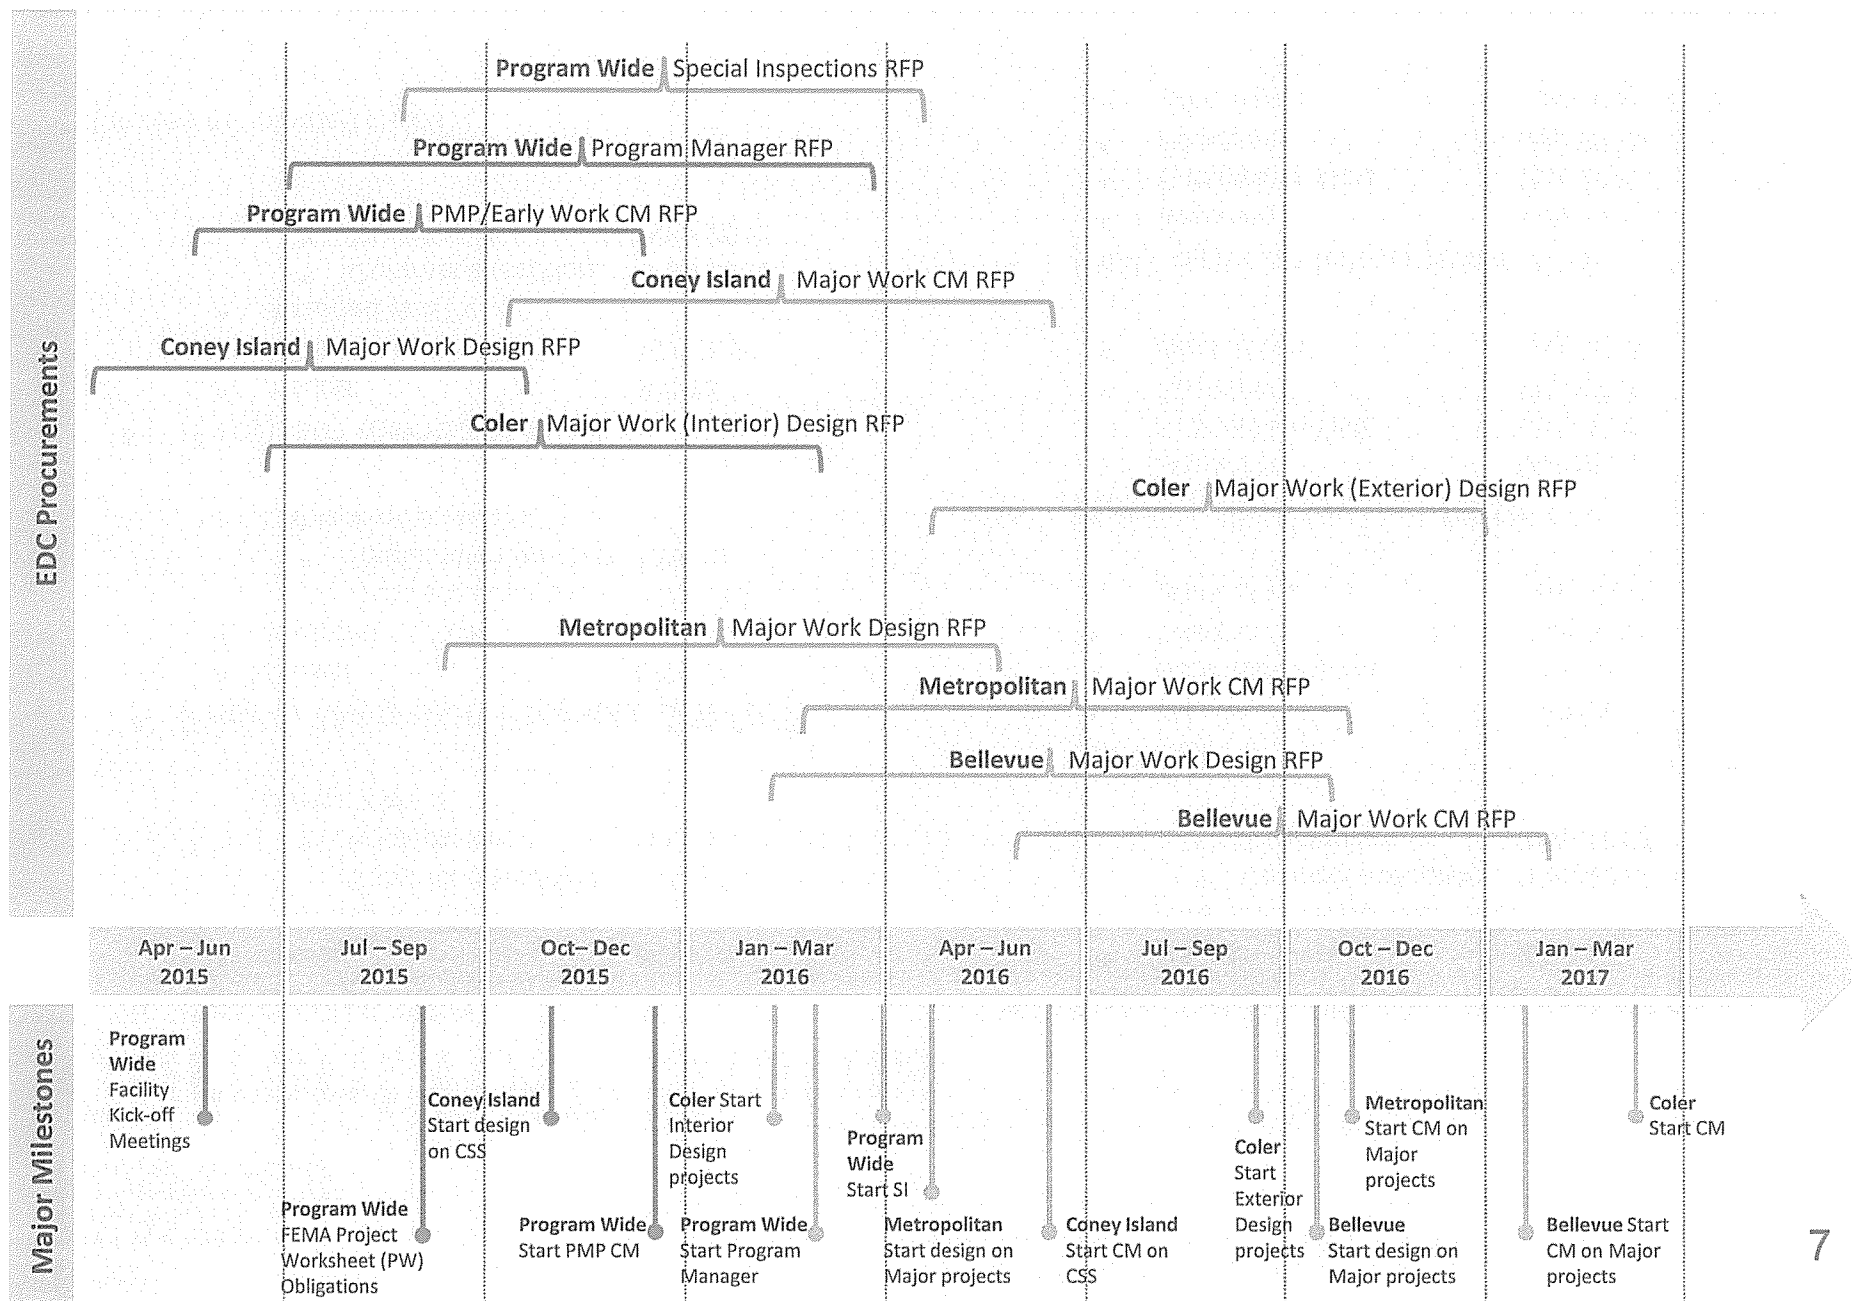 EDC Procurements
Program Wide Special Inspections RFP
Program Wide Program Manager RFP
Program Wide PMP/Early Work CM RFP
Coney Island Major Work CM RFP
Coney Island Major Work Design RFP
Coler Major Work (Interior) Design RFP
Coler Major Work (Exterior) Design RFP
Metropolitan Major Work Design RFP
Metropolitan Major Work CM RFP
Bellevue Major Work Design RFP
Bellevue Major Work CM RFP
Apr – Jun
2015
Jul – Sep
2015
Oct– Dec
2015
Jan – Mar
2016
Apr – Jun
2016
Jul – Sep
2016
Oct – Dec
2016
Jan – Mar
2017
Major Milestones
Program
Wide
Facility
Kick-off
Meetings
Program Wide
FEMA Project
Worksheet (PW)
Obligations
Coney Island
Start design
on CSS
Program Wide
Start PMP CM
Coler Start
Interior
Design
projects
Program Wide
Start Program
Manager
Program
Wide
Start SI
Metropolitan
Start design on
Major projects
Coney Island
Start CM on
CSS
Coler
Start
Exterior
Design
projects
Bellevue
Start design on
Major projects
Metropolitan
Start CM on
Major
projects
Bellevue Start
CM on Major
projects
Coler
Start CM
7